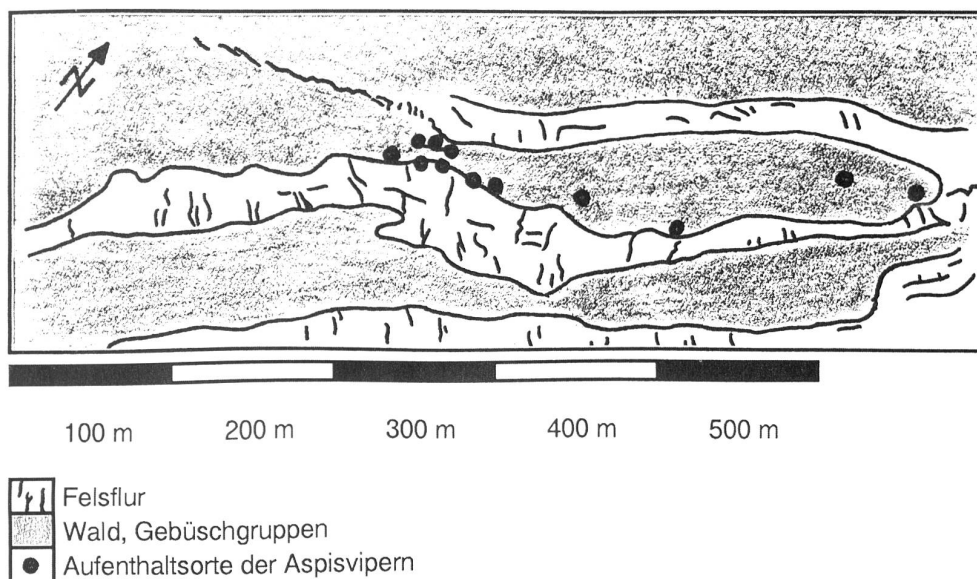 N
100 m 200 m 300 m 400 m 500 m
Felsflur
Wald, Gebüschgruppen
Aufenthaltsorte der Aspisvipern